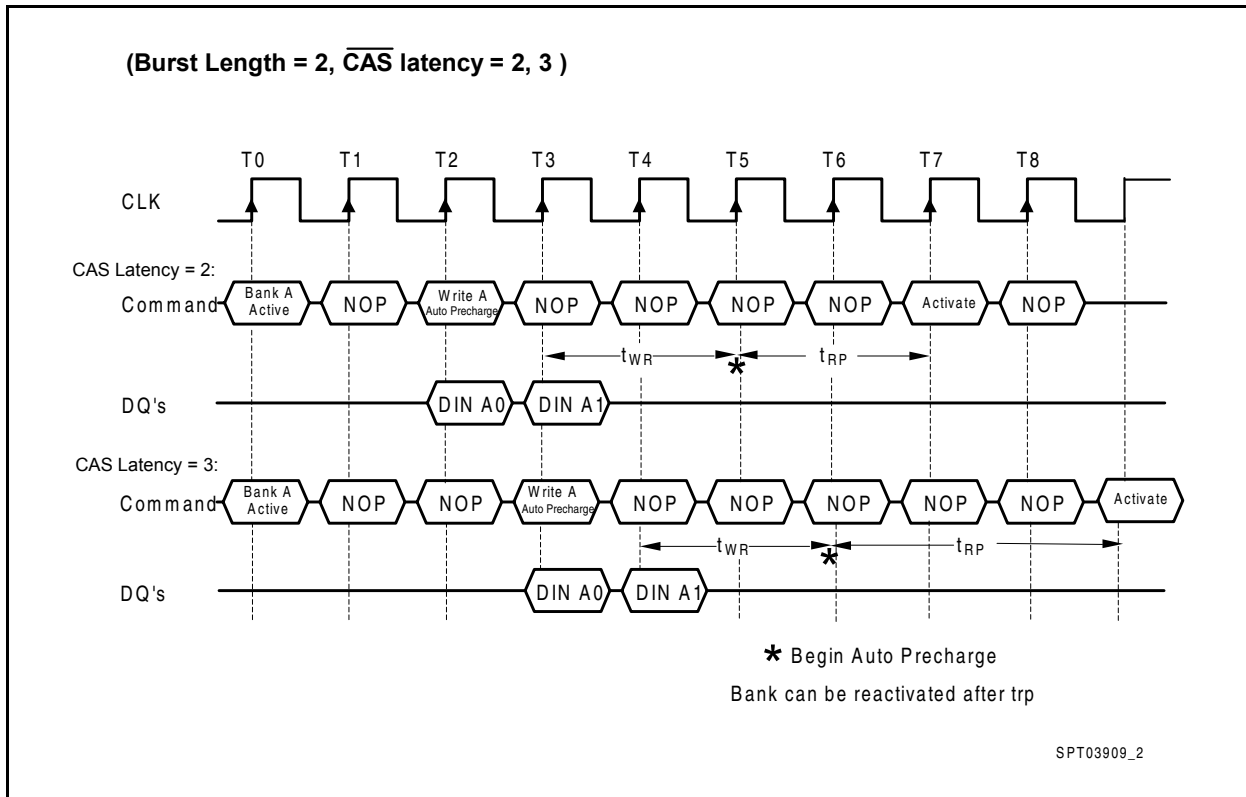 (Burst Length = 2, CAS latency = 2, 3 )
T0 T1 T2 T3 T4 T5 T6 T7 T8
CLK
CAS Latency = 2:
Command
Bank A
Active
NOP
Write A
Auto Precharge
NOP
NOP
NOP
NOP
Activate
NOP
tWR
*
tRP
DQ's
DIN A0
DIN A1
CAS Latency = 3:
Command
Bank A
Active
NOP
NOP
Write A
Auto Precharge
NOP
NOP
NOP
NOP
NOP
Activate
tWR
*
tRP
DQ's
DIN A0
DIN A1
* Begin Auto Precharge
Bank can be reactivated after trp
SPT03909_2